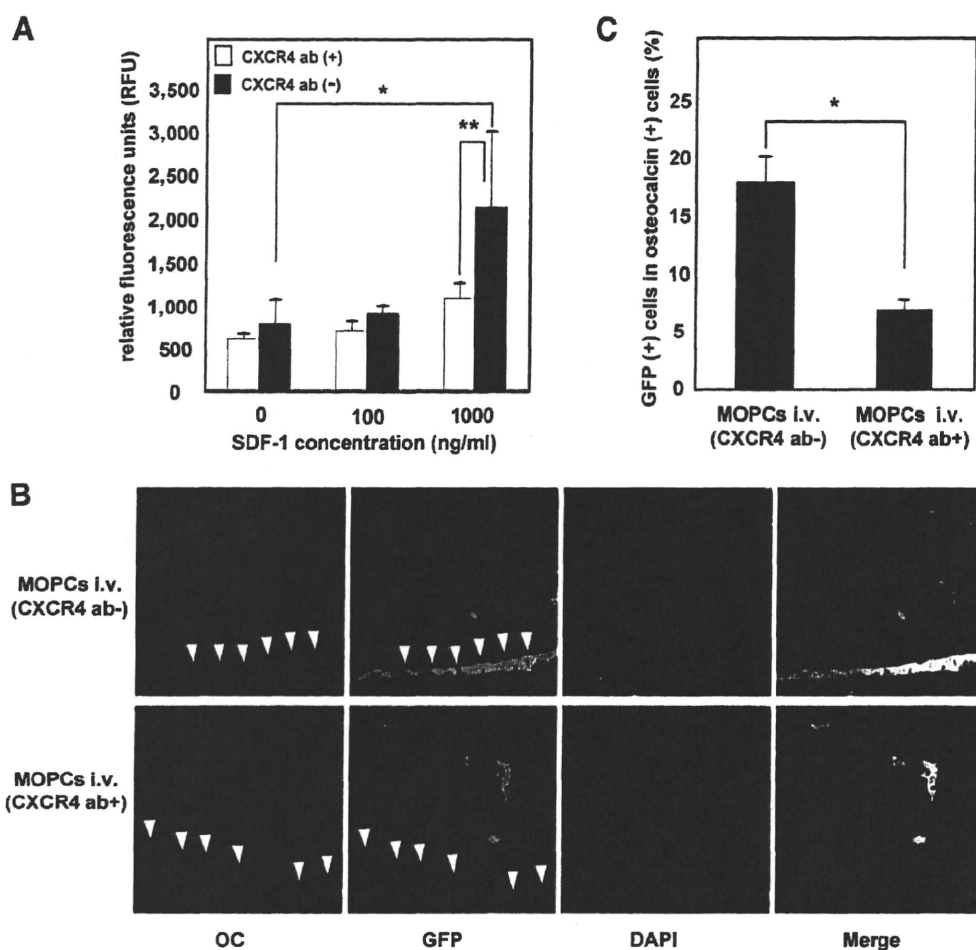 A
CXCR4 ab (+)
CXCR4 ab (-)
relative fluorescence units (RFU)
3,500
3,000
2,500
2,000
1,500
1,000
500
0
*
**
0 100 1000
SDF-1 concentration (ng/ml)
C
GFP (+) cells in osteocalcin (+) cells (%)
25
20
15
10
5
0
*
MOPCs i.v. MOPCs i.v.
(CXCR4 ab-) (CXCR4 ab+)
B
MOPCs i.v.
(CXCR4 ab-)
MOPCs i.v.
(CXCR4 ab+)
OC GFP DAPI Merge